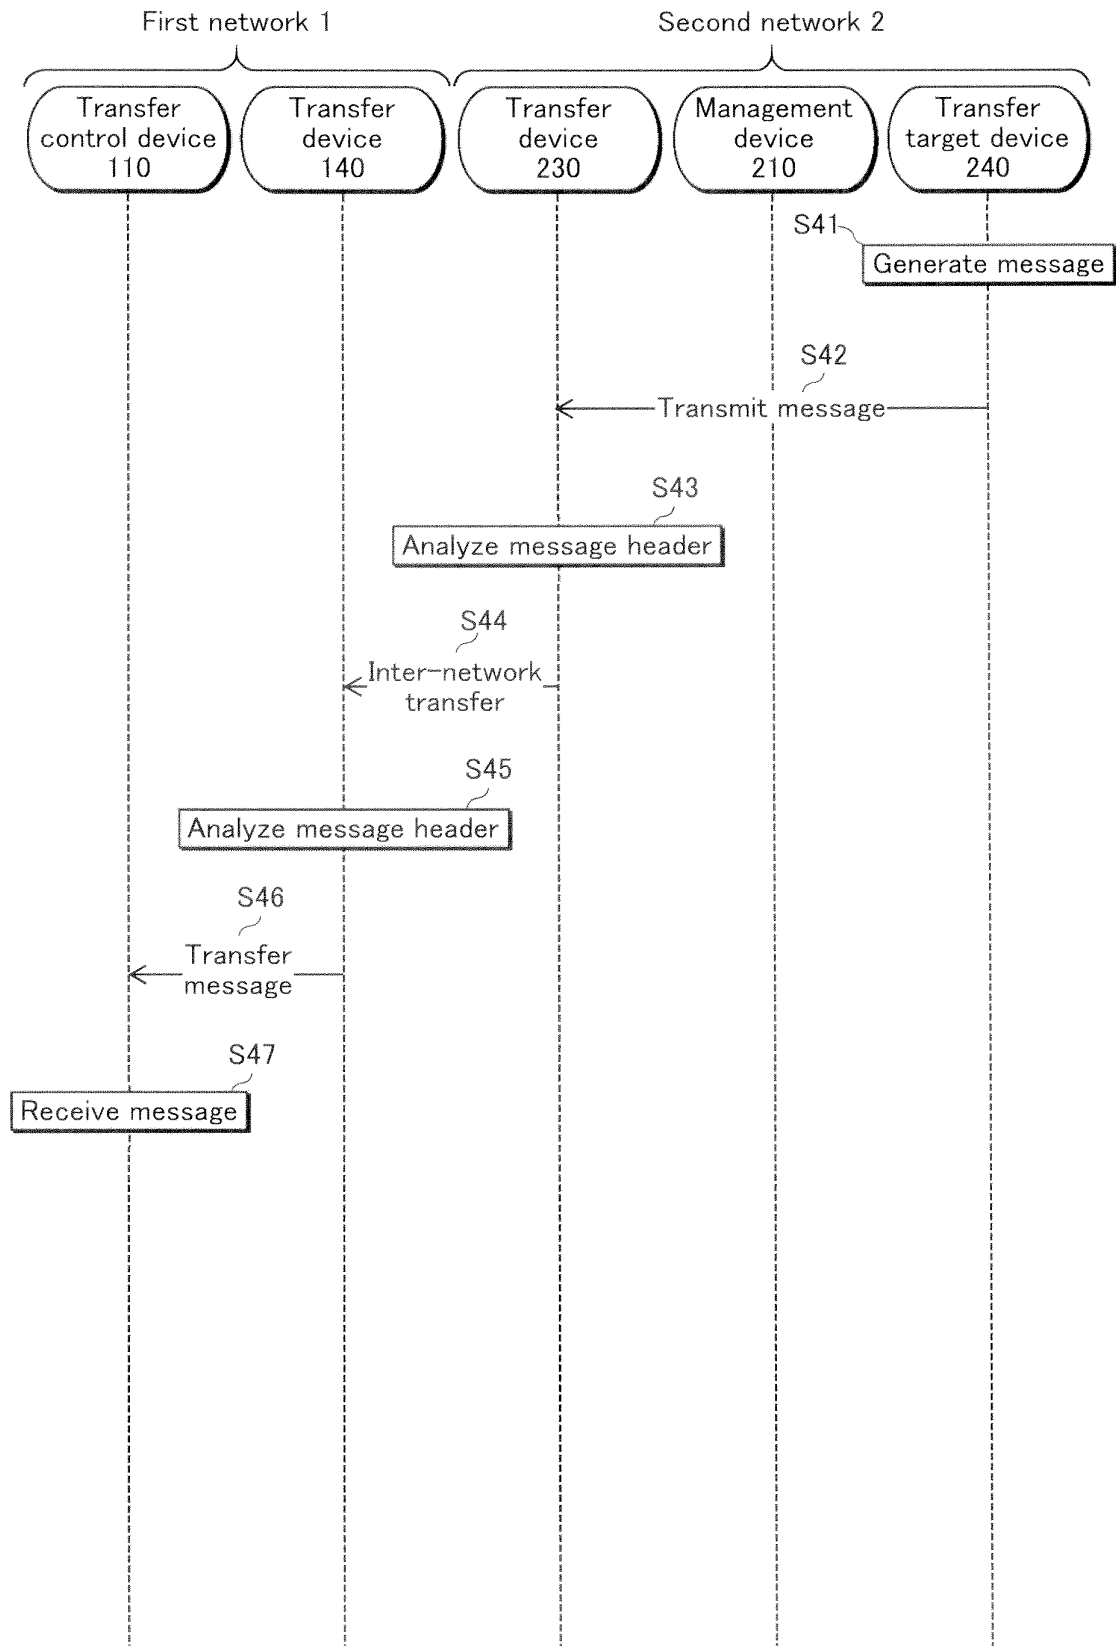 First network 1
Second network 2
Transfer
control device
110
Transfer
device
140
Transfer
device
230
Management
device
210
Transfer
target device
240
S41
Generate message
S42
Transmit message
S43
Analyze message header
S44
Inter-network
transfer
S45
Analyze message header
S46
Transfer
message
S47
Receive message